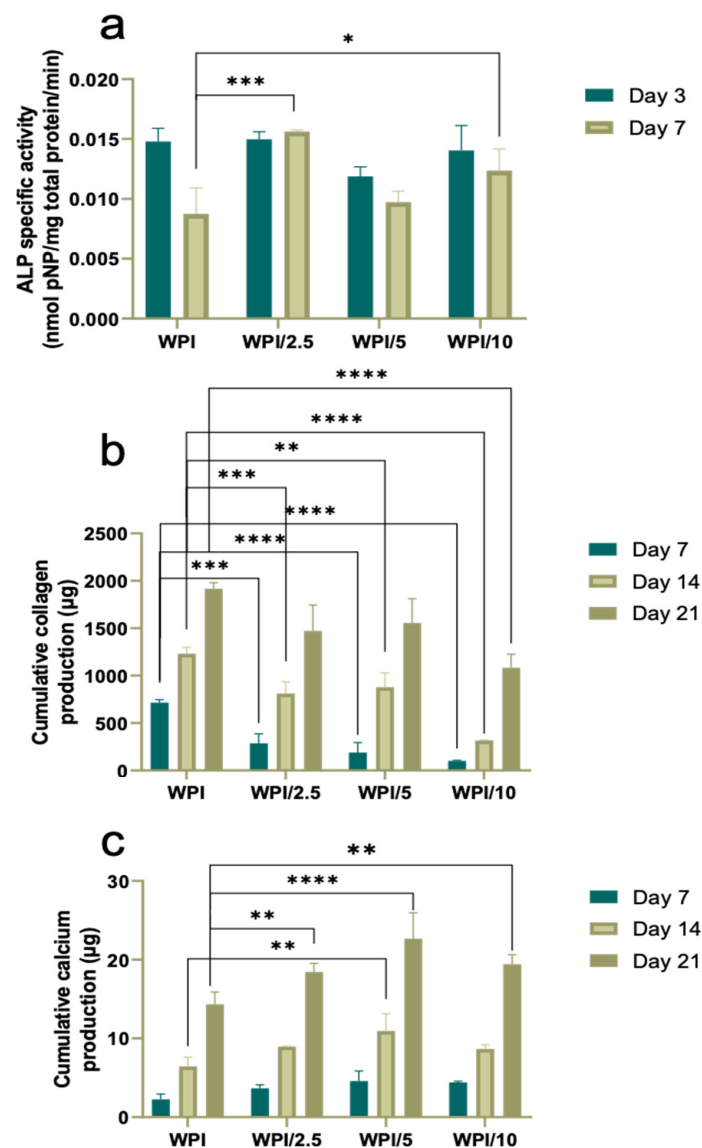 a
*
***
0.020
0.015
0.010
0.005
0.000
ALP specific activity
(nmol pNP/mg total protein/min)
WPI WPI/2.5 WPI/5 WPI/10
Day 3
Day 7
b
****
****
**
***
****
****
***
2500
2000
1500
1000
500
0
Cumulative collagen
production (µg)
WPI WPI/2.5 WPI/5 WPI/10
Day 7
Day 14
Day 21
c
**
****
**
**
30
20
10
0
Cumulative calcium
production (µg)
WPI WPI/2.5 WPI/5 WPI/10
Day 7
Day 14
Day 21